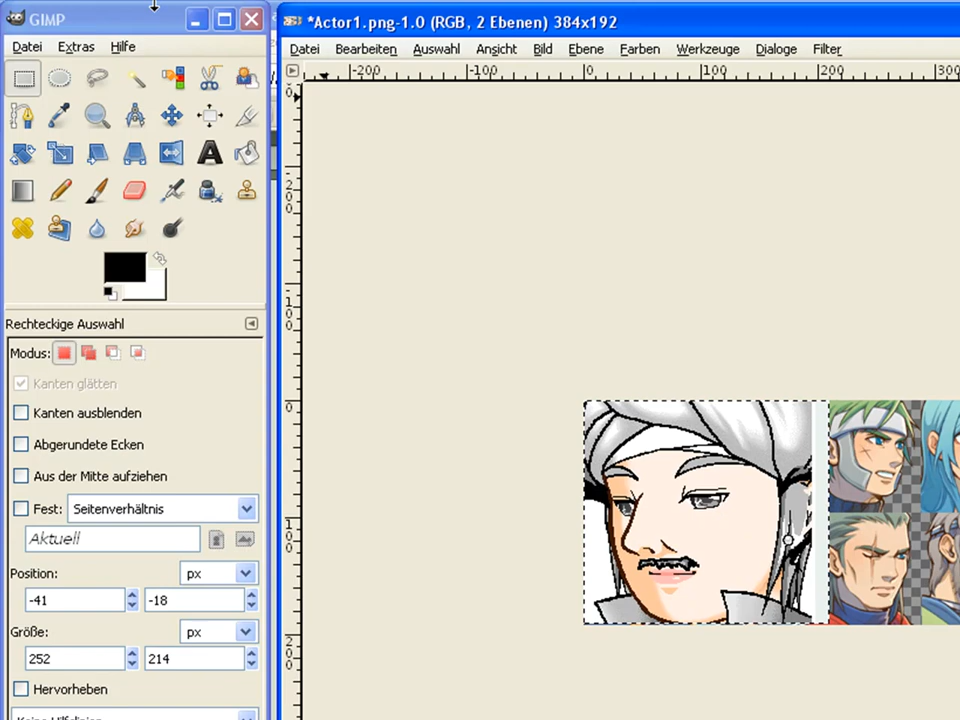 GIMP
Datei Extras Hilfe
Rechteckige Auswahl
Modus:
Kanten glätten
Kanten ausblenden
Abgerundete Ecken
Aus der Mitte aufziehen
Fest: Seitenverhältnis
Aktuell
Position: px
-41 -18
Größe: px
252 214
Hervorheben
Keine Hilfslinien
*Actor1.png-1.0 (RGB, 2 Ebenen) 384x192
Datei Bearbeiten Auswahl Ansicht Bild Ebene Farben Werkzeuge Dialoge Filter
-200 -100 0 100 200 300